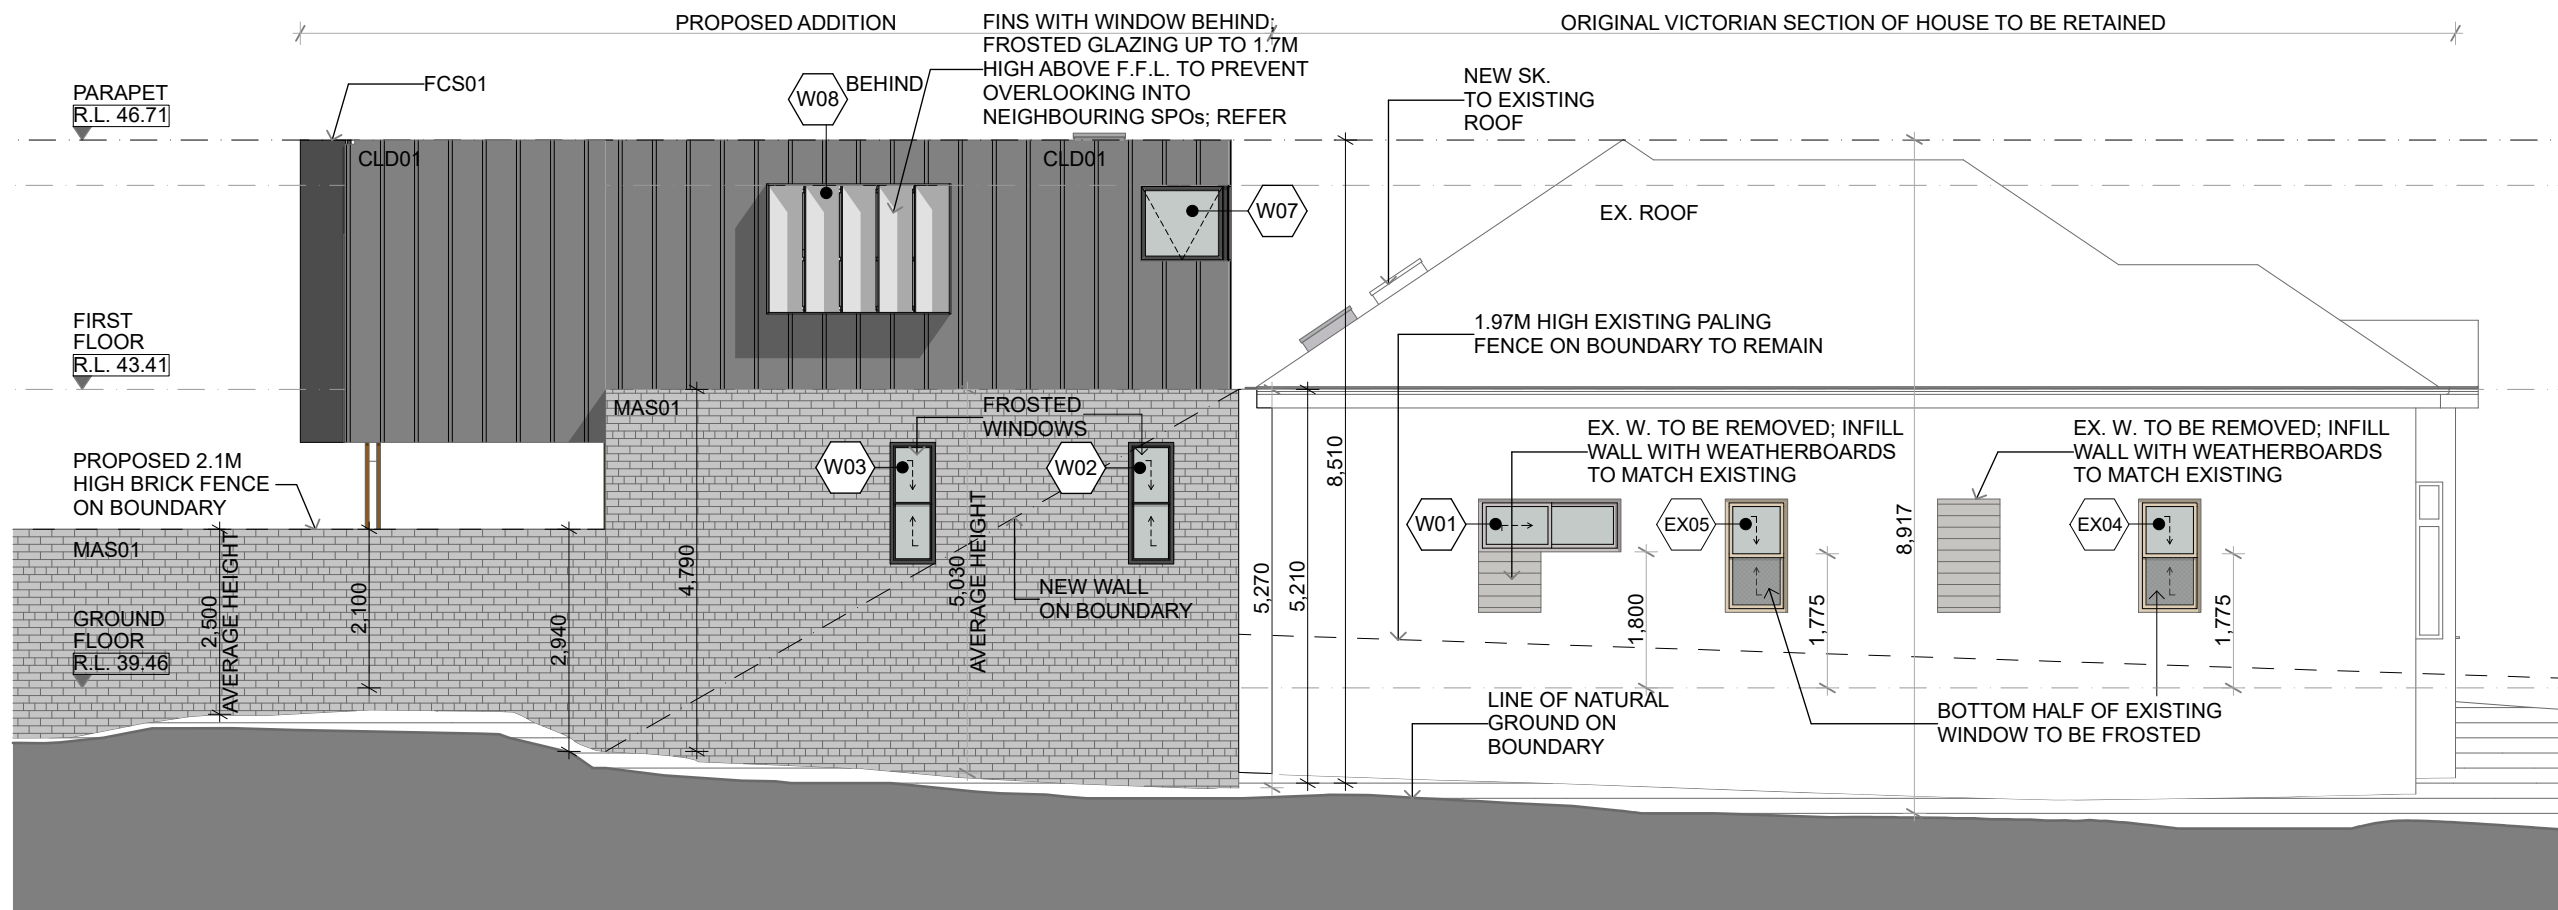 PROPOSED ADDITION
ORIGINAL VICTORIAN SECTION OF HOUSE TO BE RETAINED
FINS WITH WINDOW BEHIND;
FROSTED GLAZING UP TO 1.7M
HIGH ABOVE F.F.L. TO PREVENT
OVERLOOKING INTO
NEIGHBOURING SPOs; REFER
PARAPET
R.L. 46.71
FCS01
W08
BEHIND
NEW SK.
TO EXISTING
ROOF
CLD01
CLD01
W07
EX. ROOF
FIRST
FLOOR
R.L. 43.41
1.97M HIGH EXISTING PALING
FENCE ON BOUNDARY TO REMAIN
MAS01
FROSTED
WINDOWS
W03
W02
EX. W. TO BE REMOVED; INFILL
WALL WITH WEATHERBOARDS
TO MATCH EXISTING
EX. W. TO BE REMOVED; INFILL
WALL WITH WEATHERBOARDS
TO MATCH EXISTING
PROPOSED 2.1M
HIGH BRICK FENCE
ON BOUNDARY
MAS01
W01
EX05
EX04
GROUND
FLOOR
R.L. 39.46
2,500
AVERAGE HEIGHT
2,100
2,940
4,790
5,030
AVERAGE HEIGHT
NEW WALL
ON BOUNDARY
5,270
5,210
8,510
1,800
1,775
8,917
1,775
LINE OF NATURAL
GROUND ON
BOUNDARY
BOTTOM HALF OF EXISTING
WINDOW TO BE FROSTED